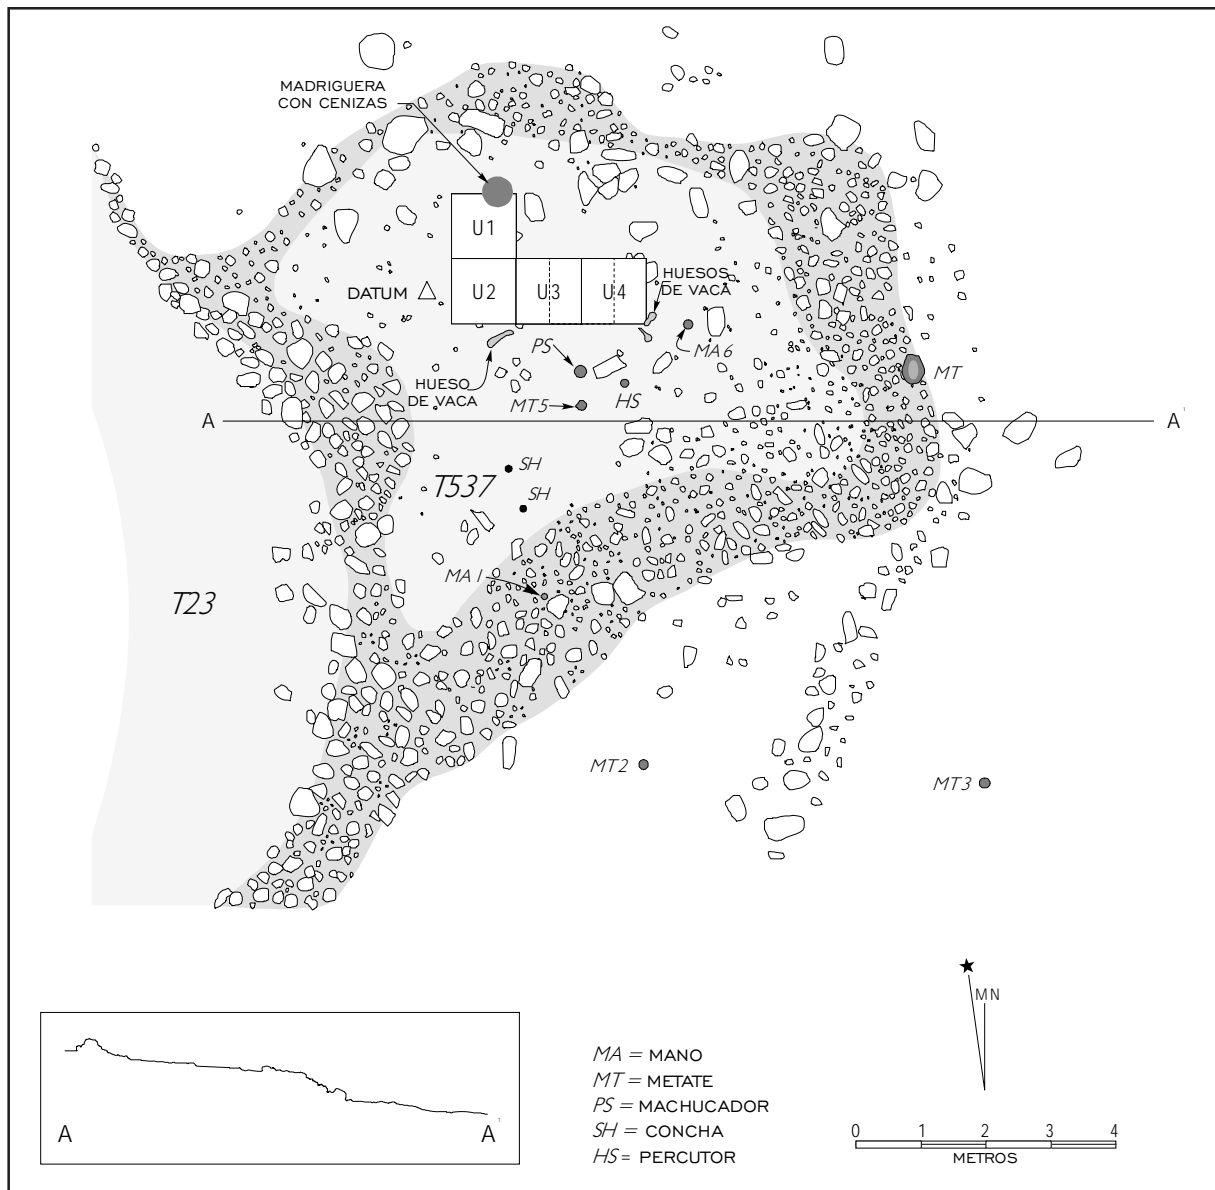 MADRIGUERA
CON CENIZAS
U1
DATUM
U2
U3
U4
HUESOS
DE VACA
PS
MA6
HUESO
DE VACA
MT5
HS
MT
A
A'
SH
T537
SH
MA1
T23
MT2
MT3
MN
A
A'
MA = MANO
MT = METATE
PS = MACHUCADOR
SH = CONCHA
HS = PERCUTOR
0 1 2 3 4
METROS